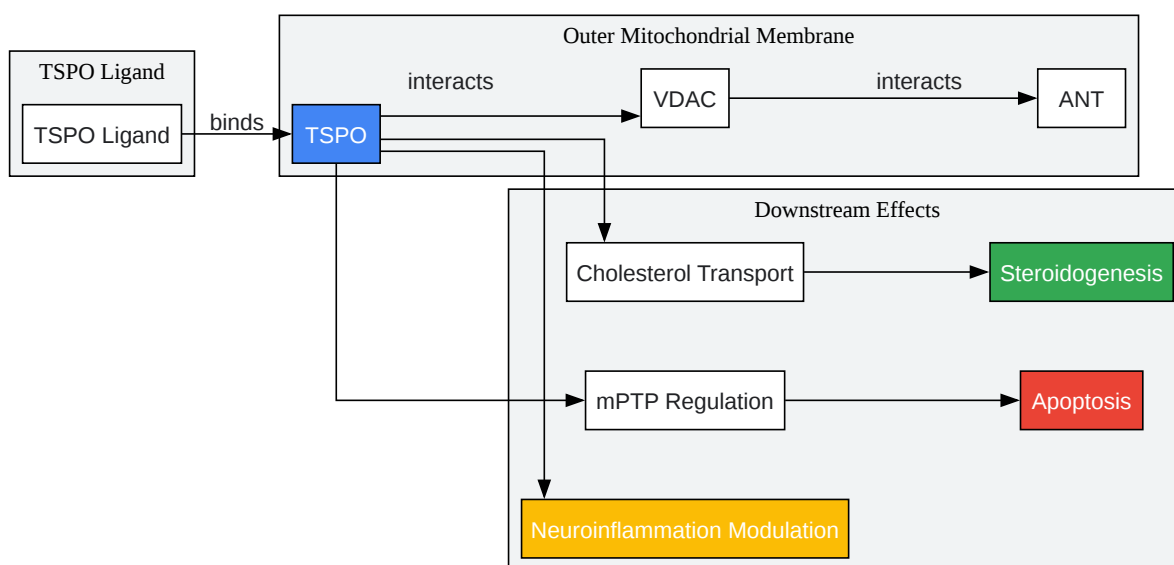 Outer Mitochondrial Membrane
TSPO Ligand
interacts
interacts
TSPO Ligand
binds
TSPO
VDAC
ANT
Downstream Effects
Cholesterol Transport
Steroidogenesis
mPTP Regulation
Apoptosis
Neuroinflammation Modulation